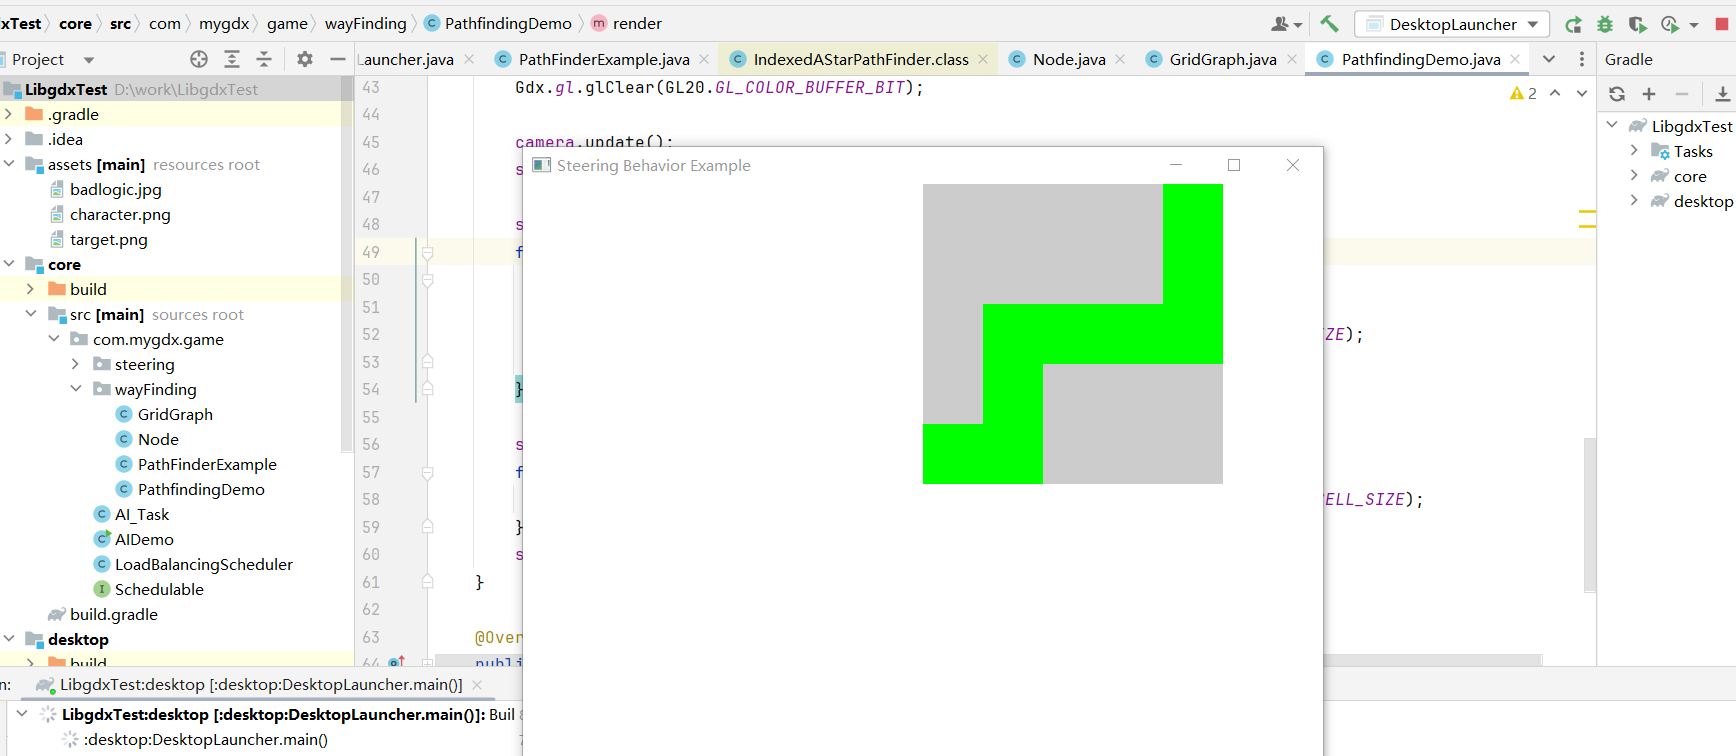 xTest core src com mygdx game wayFinding PathfindingDemo render DesktopLauncher
Project Launcher.java PathFinderExample.java IndexedAStarPathFinder.class Node.java GridGraph.java PathfindingDemo.java Gradle
LibgdxTest D:\work\LibgdxTest
.gradle
.idea
assets [main] resources root
badlogic.jpg
character.png
target.png
core
build
src [main] sources root
com.mygdx.game
steering
wayFinding
GridGraph
Node
PathFinderExample
PathfindingDemo
AI_Task
AIDemo
LoadBalancingScheduler
Schedulable
build.gradle
desktop
build
43 Gdx.gl.glClear(GL20.GL_COLOR_BUFFER_BIT);
44
45 camera.update();
46 s
47
48 s
49 f
50
51
52 ZE);
53
54 }
55
56 s
57 f
58 ELL_SIZE);
59 }
60 s
61 }
62
63 @Over
64 publi
2
Steering Behavior Example
LibgdxTest
Tasks
core
desktop
n: LibgdxTest:desktop [:desktop:DesktopLauncher.main()]
LibgdxTest:desktop [:desktop:DesktopLauncher.main()]: Buil
:desktop:DesktopLauncher.main()